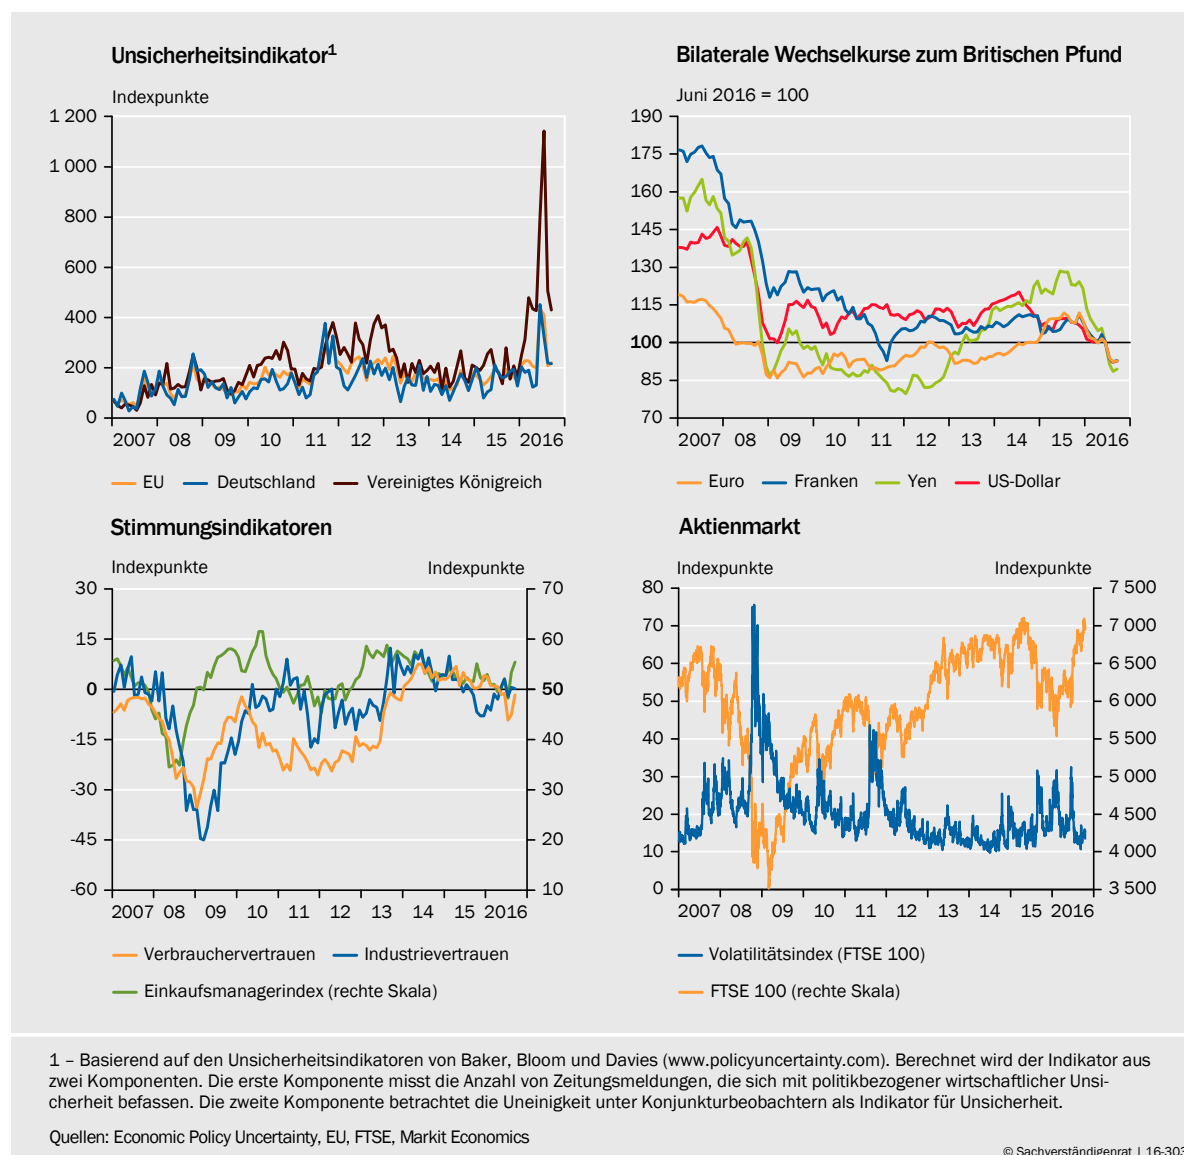 Unsicherheitsindikator1
Indexpunkte
1 200
1 000
800
600
400
200
0
2007 08 09 10 11 12 13 14 15 2016
EU Deutschland Vereinigtes Königreich
Bilaterale Wechselkurse zum Britischen Pfund
Juni 2016 = 100
190
175
160
145
130
115
100
85
70
2007 08 09 10 11 12 13 14 15 2016
Euro Franken Yen US-Dollar
Stimmungsindikatoren
Indexpunkte Indexpunkte
30 70
15 60
0 50
-15 40
-30 30
-45 20
-60 10
2007 08 09 10 11 12 13 14 15 2016
Verbrauchervertrauen Industrievertrauen
Einkaufsmanagerindex (rechte Skala)
Aktienmarkt
Indexpunkte Indexpunkte
80 7 500
70 7 000
60 6 500
50 6 000
40 5 500
30 5 000
20 4 500
10 4 000
0 3 500
2007 08 09 10 11 12 13 14 15 2016
Volatilitätsindex (FTSE 100)
FTSE 100 (rechte Skala)
1 – Basierend auf den Unsicherheitsindikatoren von Baker, Bloom und Davies (www.policyuncertainty.com). Berechnet wird der Indikator aus
zwei Komponenten. Die erste Komponente misst die Anzahl von Zeitungsmeldungen, die sich mit politikbezogener wirtschaftlicher Unsi-
cherheit befassen. Die zweite Komponente betrachtet die Uneinigkeit unter Konjunkturbeobachtern als Indikator für Unsicherheit.
Quellen: Economic Policy Uncertainty, EU, FTSE, Markit Economics
© Sachverständigenrat | 16-303